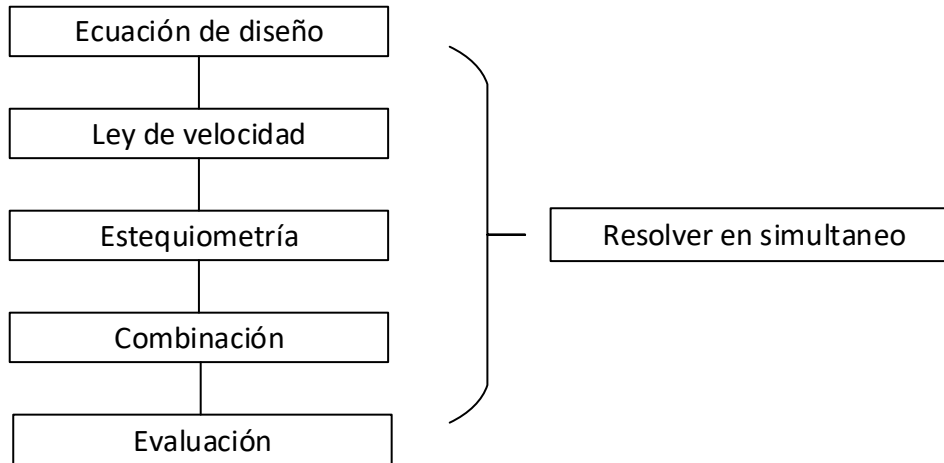 Ecuación de diseño
Ley de velocidad
Estequiometría
Resolver en simultaneo
Combinación
Evaluación